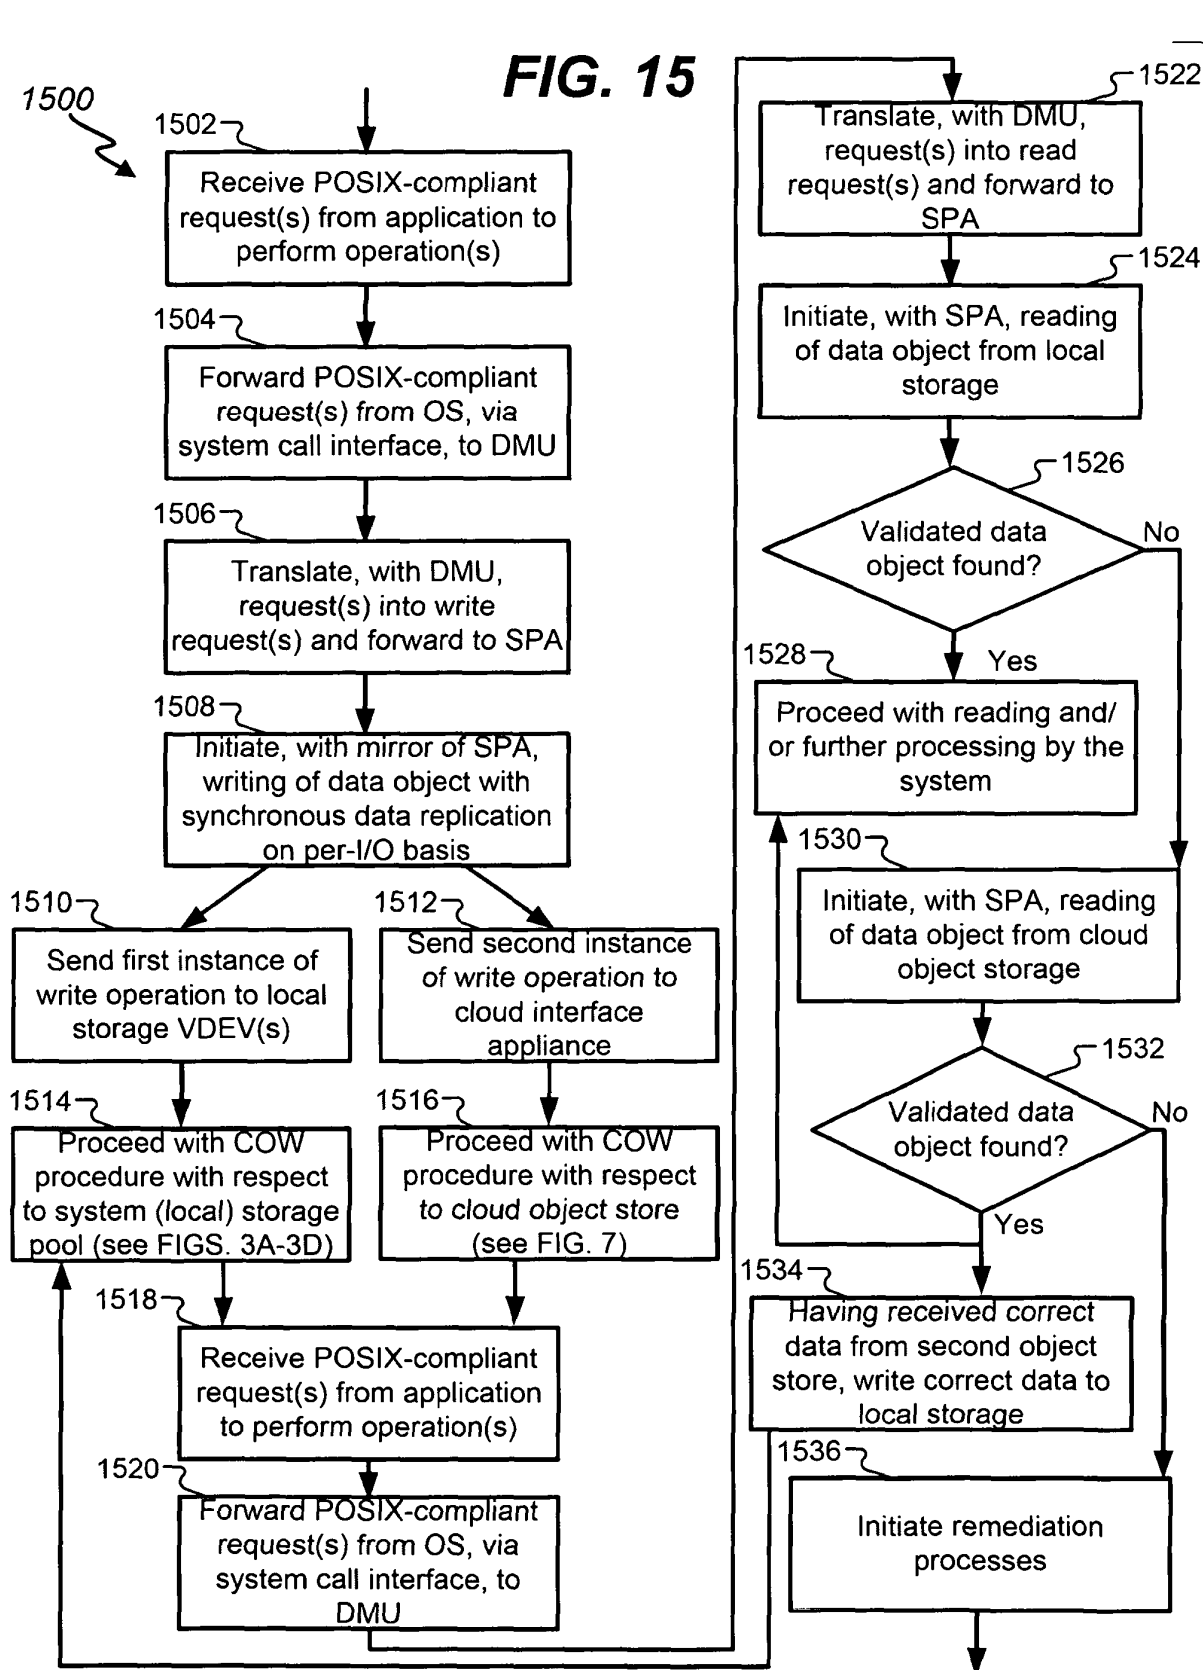 FIG. 15
1500
1502
Receive POSIX-compliant
request(s) from application to
perform operation(s)
1504
Forward POSIX-compliant
request(s) from OS, via
system call interface, to DMU
1506
Translate, with DMU,
request(s) into write
request(s) and forward to SPA
1508
Initiate, with mirror of SPA,
writing of data object with
synchronous data replication
on per-I/O basis
1510
Send first instance of
write operation to local
storage VDEV(s)
1512
Send second instance
of write operation to
cloud interface
appliance
1514
Proceed with COW
procedure with respect
to system (local) storage
pool (see FIGS. 3A-3D)
1516
Proceed with COW
procedure with respect
to cloud object store
(see FIG. 7)
1518
Receive POSIX-compliant
request(s) from application
to perform operation(s)
1520
Forward POSIX-compliant
request(s) from OS, via
system call interface, to
DMU
1522
Translate, with DMU,
request(s) into read
request(s) and forward to
SPA
1524
Initiate, with SPA, reading
of data object from local
storage
1526
Validated data
object found?
No
Yes
1528
Proceed with reading and/
or further processing by the
system
1530
Initiate, with SPA, reading
of data object from cloud
object storage
1532
Validated data
object found?
No
Yes
1534
Having received correct
data from second object
store, write correct data to
local storage
1536
Initiate remediation
processes